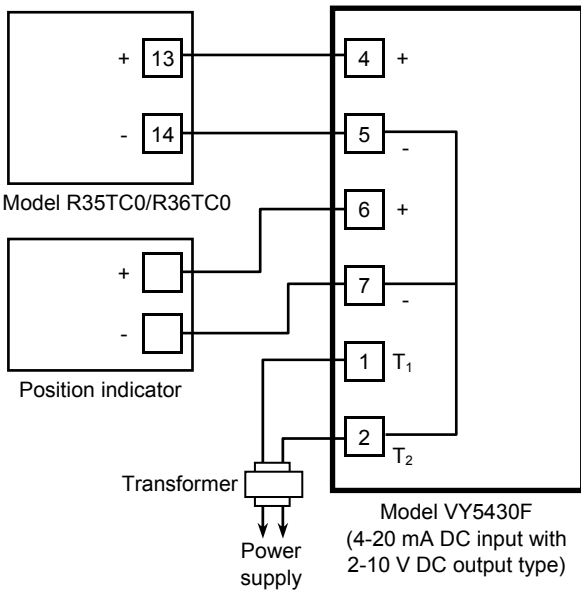 + 13
- 14
Model R35TC0/R36TC0
+
-
Position indicator
4 +
5 -
6 +
7 -
1 T₁
2 T₂
Transformer
Power
supply
Model VY5430F
(4-20 mA DC input with
2-10 V DC output type)